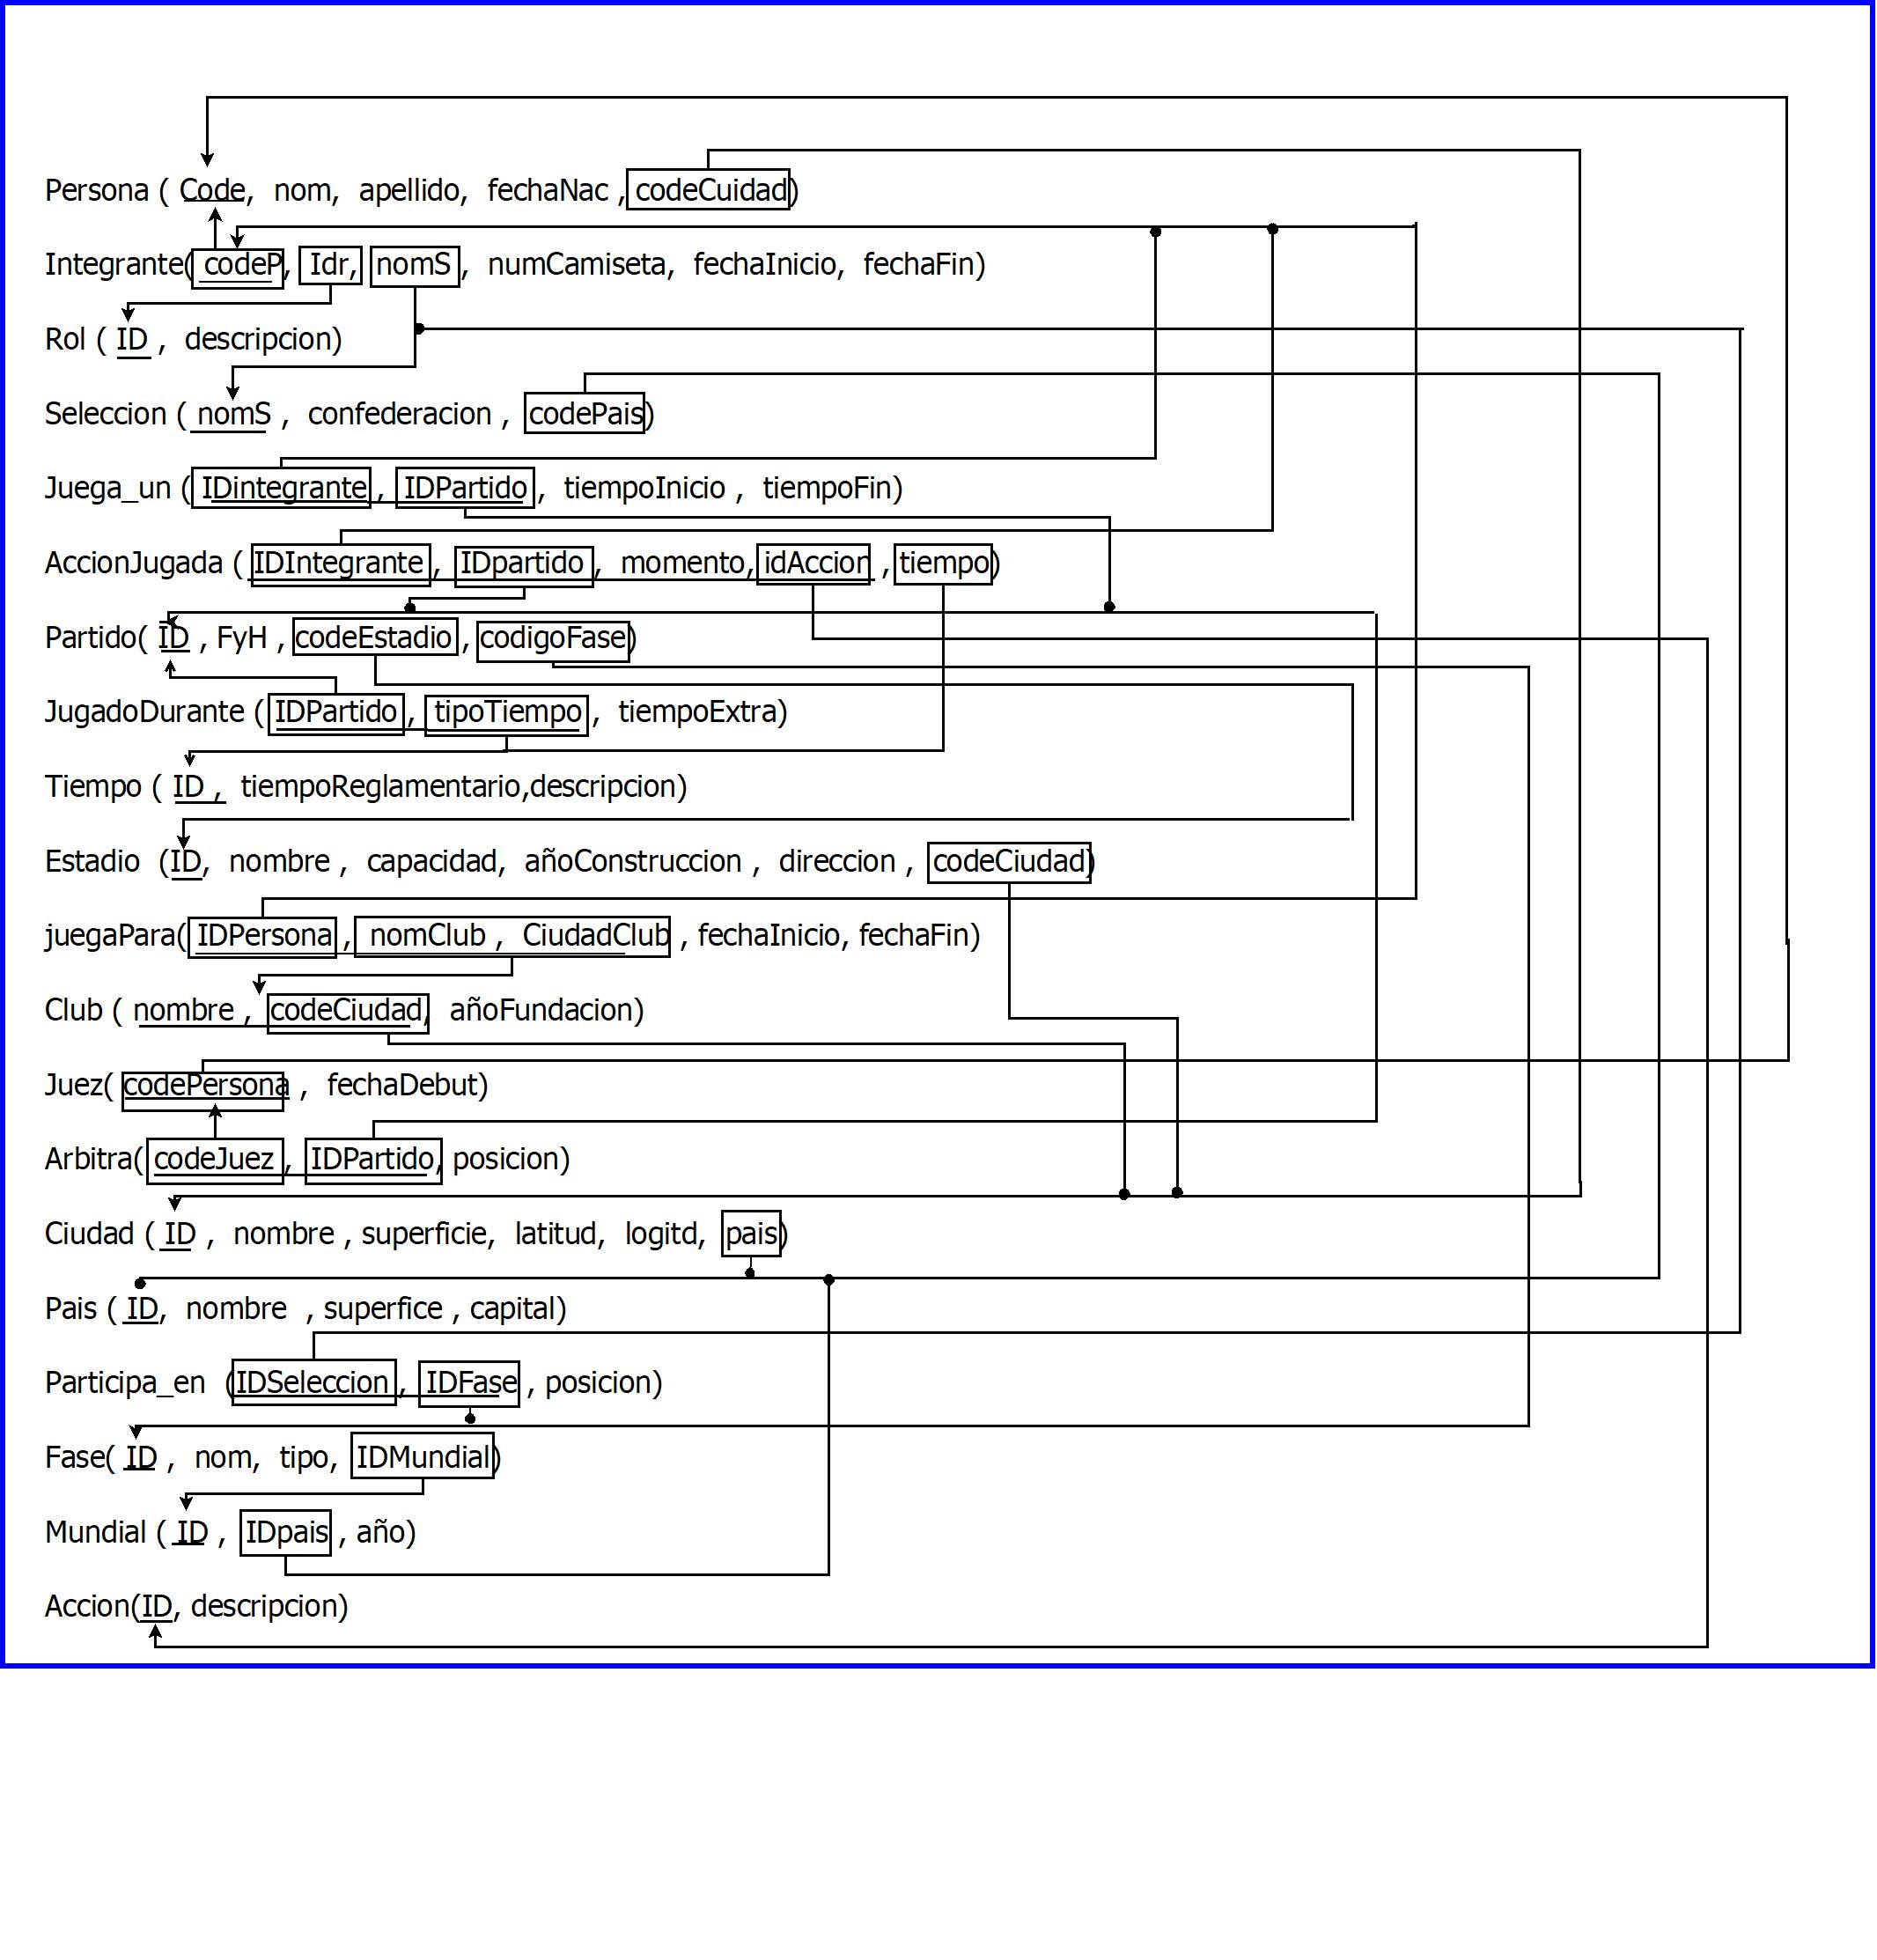 Persona ( Code, nom, apellido, fechaNac , codeCuidad)
Integrante( codeP, Idr, nomS , numCamiseta, fechaInicio, fechaFin)
Rol ( ID , descripcion)
Seleccion ( nomS , confederacion , codePais)
Juega_un ( IDintegrante , IDPartido , tiempoInicio , tiempoFin)
AccionJugada ( IDIntegrante , IDpartido , momento, idAccion , tiempo)
Partido( ID , FyH , codeEstadio , codigoFase)
JugadoDurante ( IDPartido , tipoTiempo , tiempoExtra)
Tiempo ( ID , tiempoReglamentario,descripcion)
Estadio (ID, nombre , capacidad, añoConstruccion , direccion , codeCiudad)
juegaPara( IDPersona , nomClub , CiudadClub , fechaInicio, fechaFin)
Club ( nombre , codeCiudad, añoFundacion)
Juez( codePersona , fechaDebut)
Arbitra( codeJuez , IDPartido, posicion)
Ciudad ( ID , nombre , superficie, latitud, logitd, pais)
Pais ( ID, nombre , superfice , capital)
Participa_en (IDSeleccion , IDFase , posicion)
Fase( ID , nom, tipo, IDMundial)
Mundial ( ID , IDpais , año)
Accion(ID, descripcion)